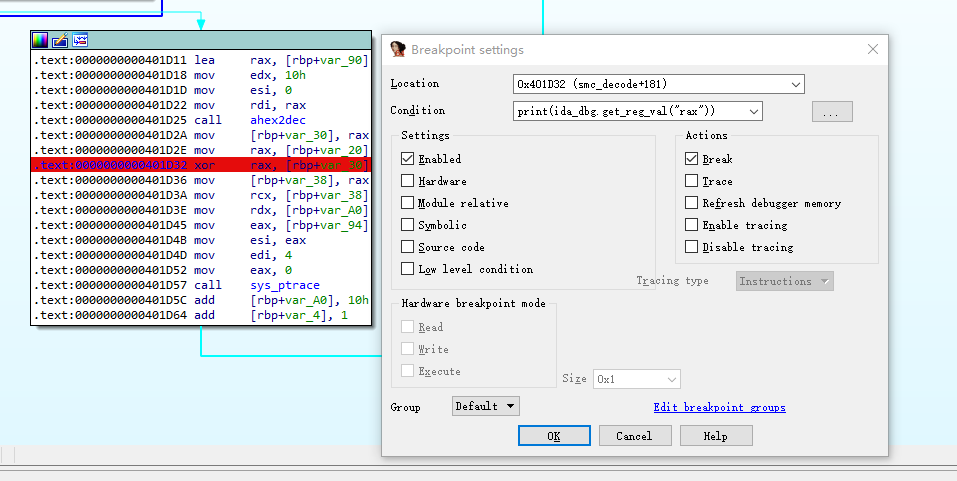 .text:0000000000401D11 lea rax, [rbp+var_90]
.text:0000000000401D18 mov edx, 10h
.text:0000000000401D1D mov esi, 0
.text:0000000000401D22 mov rdi, rax
.text:0000000000401D25 call ahex2dec
.text:0000000000401D2A mov [rbp+var_30], rax
.text:0000000000401D2E mov rax, [rbp+var_20]
.text:0000000000401D32 xor rax, [rbp+var_30]
.text:0000000000401D36 mov [rbp+var_38], rax
.text:0000000000401D3A mov rcx, [rbp+var_38]
.text:0000000000401D3E mov rdx, [rbp+var_A0]
.text:0000000000401D45 mov eax, [rbp+var_94]
.text:0000000000401D4B mov esi, eax
.text:0000000000401D4D mov edi, 4
.text:0000000000401D52 mov eax, 0
.text:0000000000401D57 call sys_ptrace
.text:0000000000401D5C add [rbp+var_A0], 10h
.text:0000000000401D64 add [rbp+var_4], 1
Breakpoint settings
Location 0x401D32 (smc_decode+181)
Condition print(ida_dbg.get_reg_val("rax")) ...
Settings
Enabled
Hardware
Module relative
Symbolic
Source code
Low level condition
Actions
Break
Trace
Refresh debugger memory
Enable tracing
Disable tracing
Tracing type Instructions
Hardware breakpoint mode
Read
Write
Execute
Size 0x1
Group Default Edit breakpoint groups
OK Cancel Help